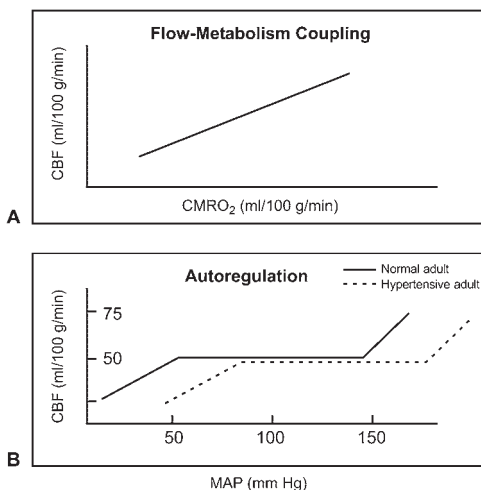 Flow-Metabolism Coupling
CBF (ml/100 g/min)
CMRO₂ (ml/100 g/min)
A
Autoregulation
Normal adult
Hypertensive adult
75
50
CBF (ml/100 g/min)
50 100 150
B
MAP (mm Hg)